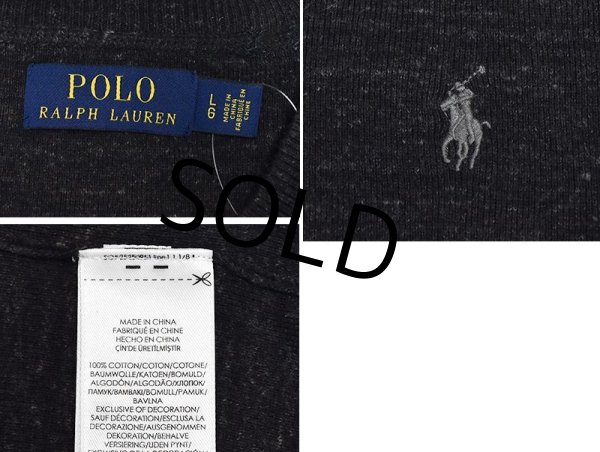 POLO
RALPH LAUREN
L
G
MADE IN
CHINA
FABRIQUÉ EN
CHINE
SOLD
MADE IN CHINA
FABRIQUÉ EN CHINE
HECHO EN CHINA
ÇİN'DE ÜRETİLMİŞTİR
100% COTTON/COTON/COTONE/
BAUMWOLLE/KATOEN/BOMULD/
ALGODÓN/ALGODÃO/ХЛОПОК/
ПАМУК/ΒΑΜΒΑΚΙ/BOMULL/PAMUK/
BAVLNA
EXCLUSIVE OF DECORATION/
SAUF DÉCORATION/ESCLUSA LA
DECORAZIONE/AUSGENOMMEN
DEKORATION/BEHALVE
VERSIERING/UDEN PYNT/